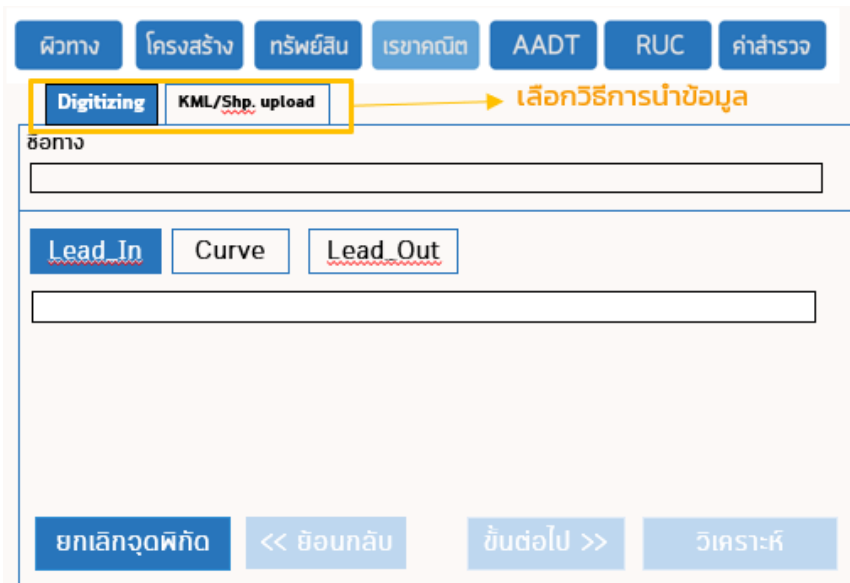 ผิวทาง โครงสร้าง ทรัพย์สิน เรขาคณิต AADT RUC ค่าสำรวจ
Digitizing KML/Shp. upload เลือกวิธีการนำข้อมูล
ชื่อทาง
Lead_In Curve Lead_Out
ยกเลิกจุดพิกัด << ย้อนกลับ ขั้นต่อไป >> วิเคราะห์